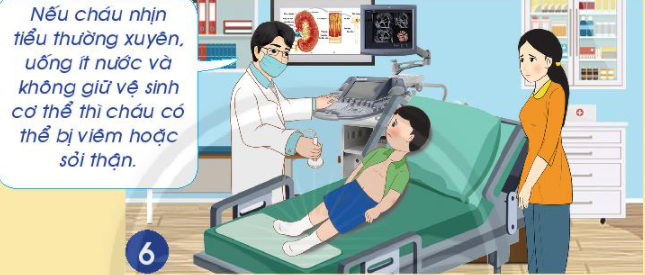 Nếu cháu nhịn
tiểu thường xuyên,
uống ít nước và
không giữ vệ sinh
cơ thể thì cháu có
thể bị viêm hoặc
sỏi thận.
6